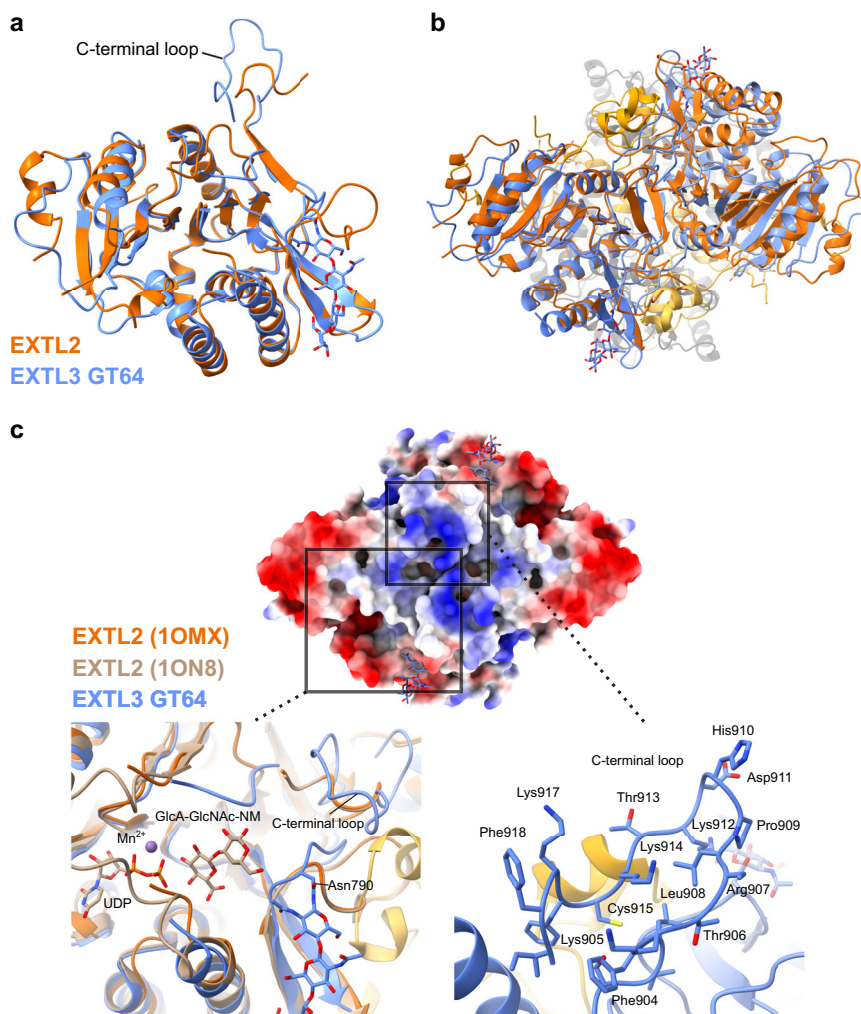 a
C-terminal loop
EXTL2
EXTL3 GT64
b
c
EXTL2 (1OMX)
EXTL2 (1ON8)
EXTL3 GT64
GlcA-GlcNAc-NM
Mn2+
C-terminal loop
Asn790
UDP
His910
C-terminal loop
Asp911
Lys917
Thr913
Lys912
Pro909
Phe918
Lys914
Arg907
Leu908
Cys915
Lys905
Thr906
Phe904